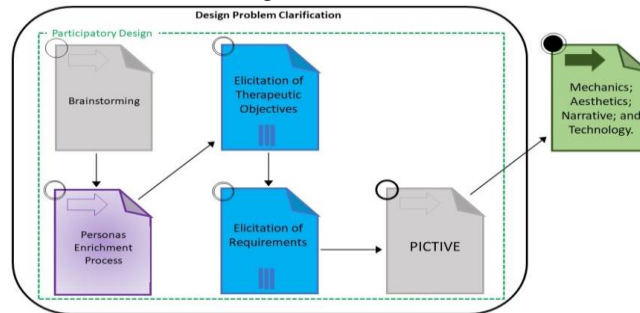 Design Problem Clarification
Participatory Design
Brainstorming
Elicitation of
Therapeutic
Objectives
Mechanics;
Aesthetics;
Narrative; and
Technology.
Personas
Enrichment
Process
Elicitation of
Requirements
PICTIVE